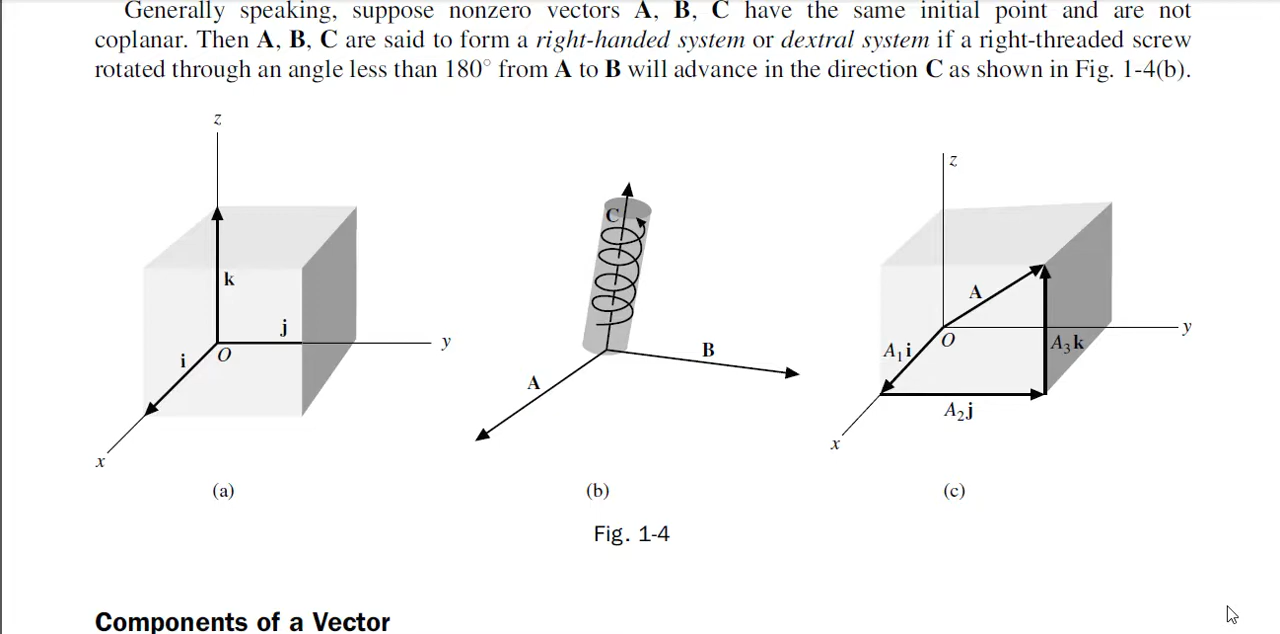 Generally speaking, suppose nonzero vectors A, B, C have the same initial point and are not
coplanar. Then A, B, C are said to form a right-handed system or dextral system if a right-threaded screw
rotated through an angle less than 180° from A to B will advance in the direction C as shown in Fig. 1-4(b).
z
k
j
i
O
y
x
(a)
C
B
A
(b)
z
A
y
A₁i
O
A₃k
A₂j
x
(c)
Fig. 1-4
Components of a Vector